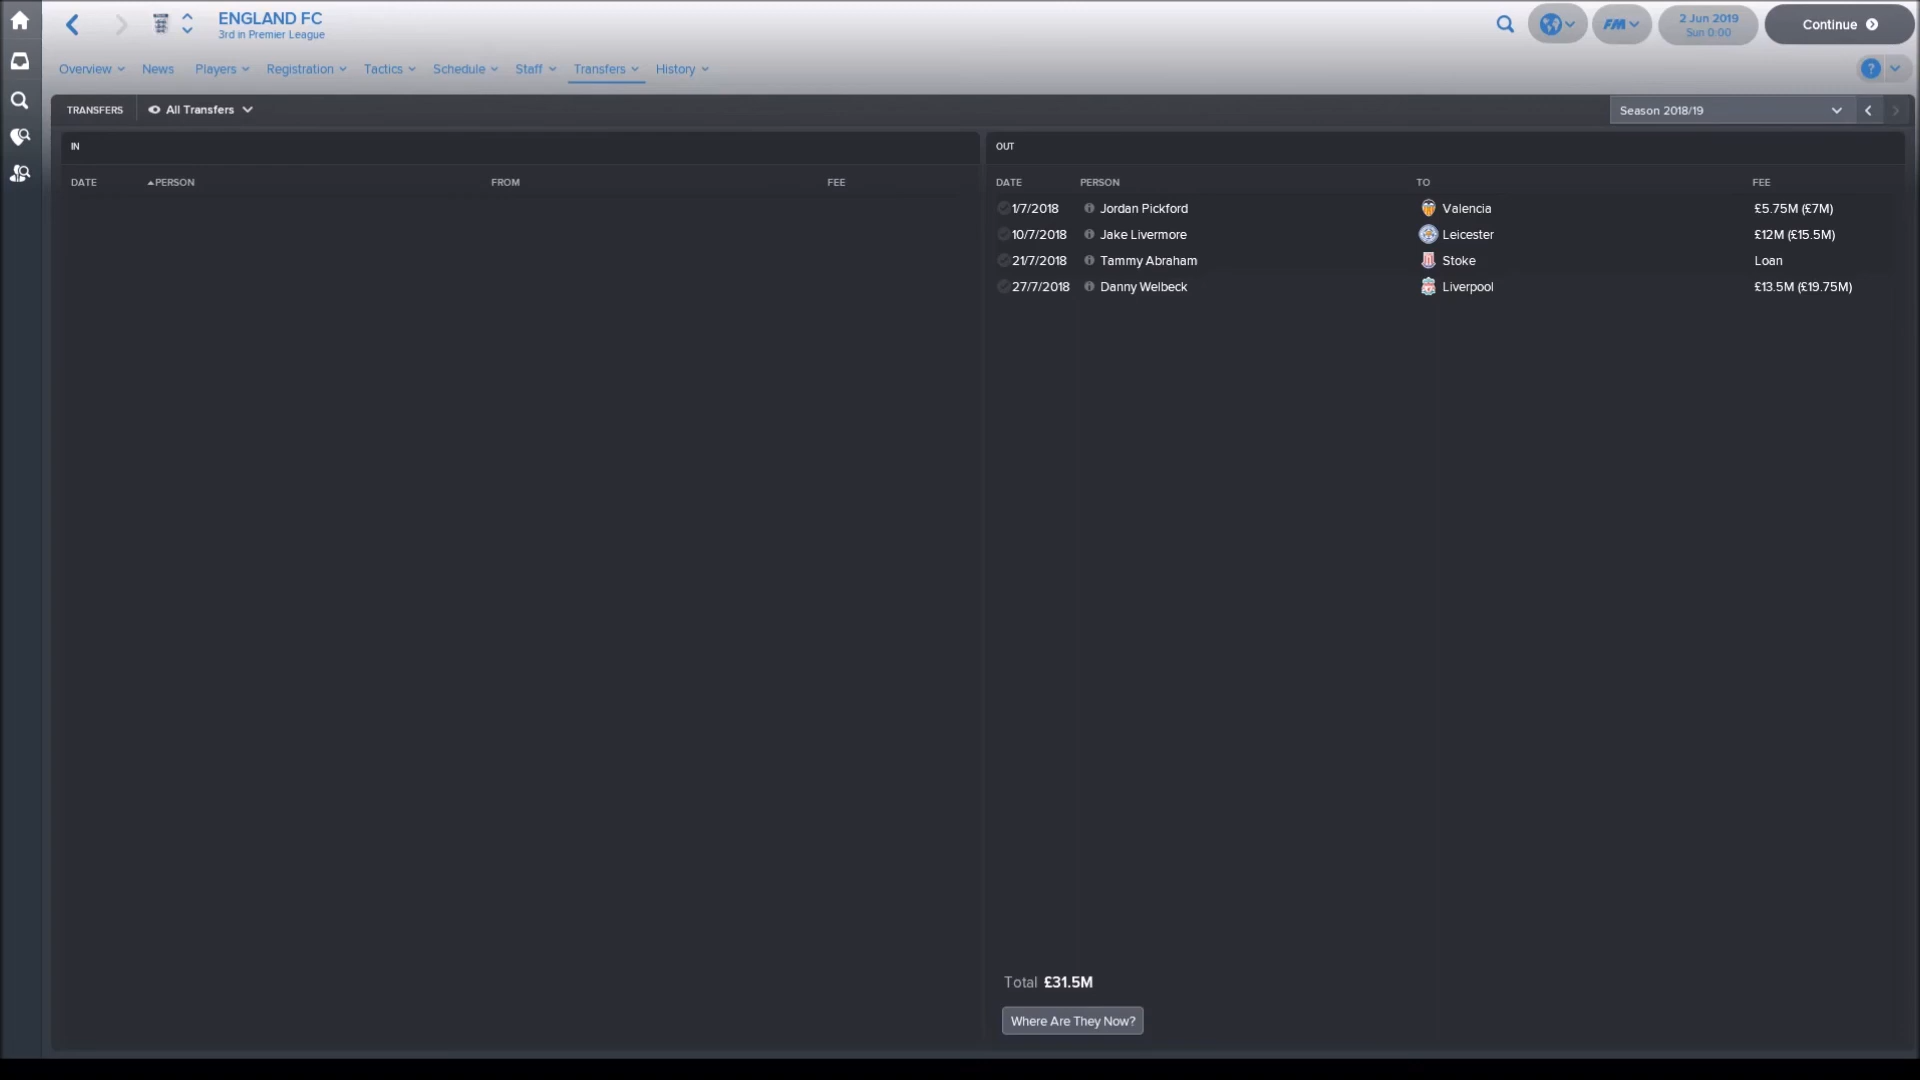 ENGLAND FC
3rd in Premier League
FM
2 Jun 2019
Sun 0:00
Continue
Overview News Players Registration Tactics Schedule Staff Transfers History
?
TRANSFERS All Transfers Season 2018/19
IN
DATE PERSON FROM FEE
OUT
DATE PERSON TO FEE
1/7/2018 Jordan Pickford Valencia £5.75M (£7M)
10/7/2018 Jake Livermore Leicester £12M (£15.5M)
21/7/2018 Tammy Abraham Stoke Loan
27/7/2018 Danny Welbeck Liverpool £13.5M (£19.75M)
Total £31.5M
Where Are They Now?